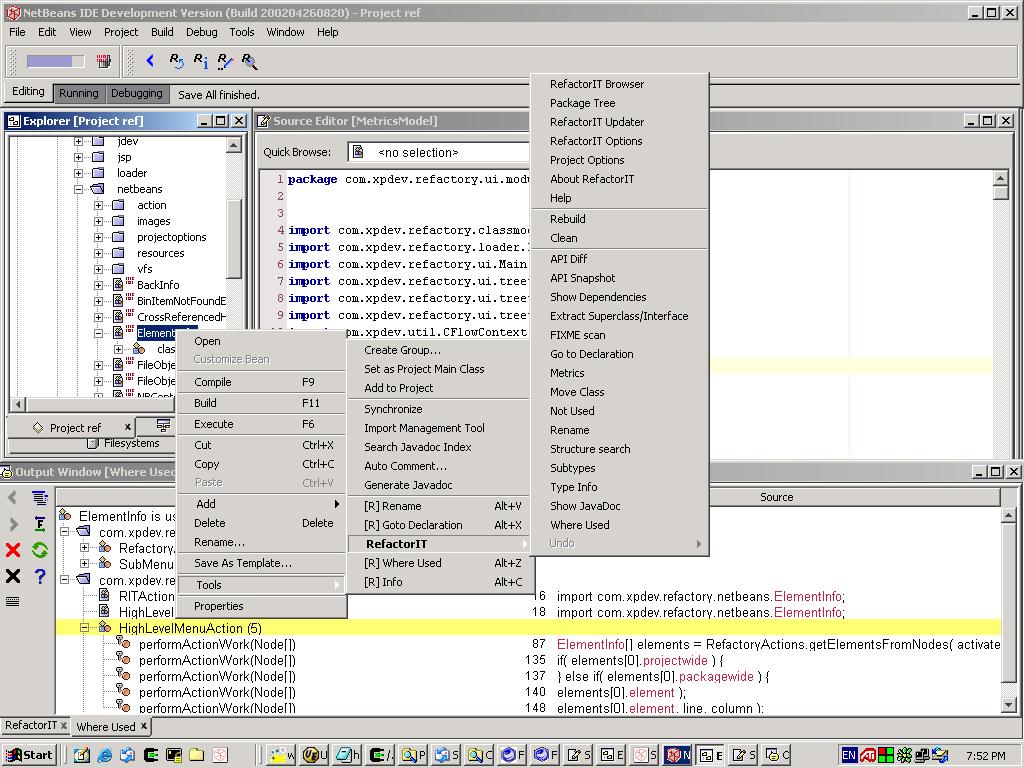 NetBeans IDE Development Version (Build 200204260820) - Project ref
File Edit View Project Build Debug Tools Window Help
Editing Running Debugging Save All finished.
Explorer [Project ref]
jdev
jsp
loader
netbeans
action
images
projectoptions
resources
vfs
BackInfo
BinItemNotFoundE
CrossReferencedH
Element
clas
FileObje
FileObje
Project ref x
Filesystems
Source Editor [MetricsModel]
Quick Browse: <no selection>
1 package com.xpdev.refactory.ui.modu
2
3
4 import com.xpdev.refactory.classmo
5 import com.xpdev.refactory.loader.
6 import com.xpdev.refactory.ui.Main
7 import com.xpdev.refactory.ui.tree
8 import com.xpdev.refactory.ui.tree
9 import com.xpdev.refactory.ui.tree
com.xpdev.util.CFlowContext
Open
Customize Bean
Compile F9
Build F11
Execute F6
Cut Ctrl+X
Copy Ctrl+C
Paste Ctrl+V
Add
Delete Delete
Rename...
Save As Template...
Tools
Properties
Create Group...
Set as Project Main Class
Add to Project
Synchronize
Import Management Tool
Search Javadoc Index
Auto Comment...
Generate Javadoc
[R] Rename Alt+V
[R] Goto Declaration Alt+X
RefactorIT
[R] Where Used Alt+Z
[R] Info Alt+C
RefactorIT Browser
Package Tree
RefactorIT Updater
RefactorIT Options
Project Options
About RefactorIT
Help
Rebuild
Clean
API Diff
API Snapshot
Show Dependencies
Extract Superclass/Interface
FIXME scan
Go to Declaration
Metrics
Move Class
Not Used
Rename
Structure search
Subtypes
Type Info
Show JavaDoc
Where Used
Undo
Output Window [Where Used
Source
ElementInfo is us
com.xpdev.re
Refactory
SubMenu
com.xpdev.re
RITAction 16 import com.xpdev.refactory.netbeans.ElementInfo;
HighLevel 18 import com.xpdev.refactory.netbeans.ElementInfo;
HighLevelMenuAction (5)
performActionWork(Node[]) 87 ElementInfo[] elements = RefactoryActions.getElementsFromNodes( activate
performActionWork(Node[]) 135 if( elements[0].projectwide ) {
performActionWork(Node[]) 137 } else if( elements[0].packagewide ) {
performActionWork(Node[]) 140 elements[0].element );
performActionWork(Node[]) 148 elements[0].element, line, column );
RefactorIT x Where Used x
Start
U h E/ P S C F F S E S N E S C
EN
7:52 PM